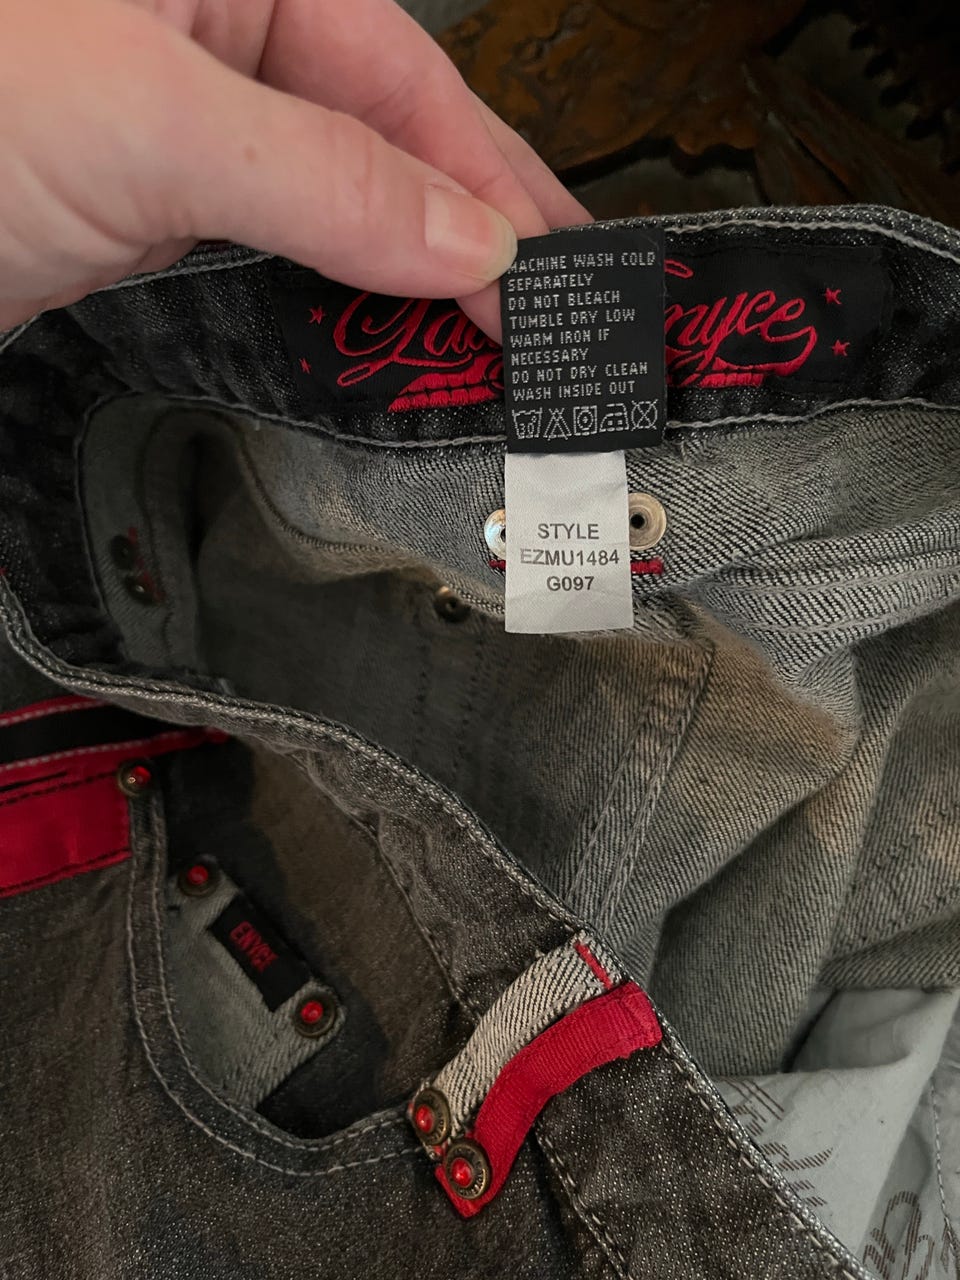 MACHINE WASH COLD
SEPARATELY
DO NOT BLEACH
TUMBLE DRY LOW
WARM IRON IF
NECESSARY
DO NOT DRY CLEAN
WASH INSIDE OUT
30
STYLE
EZMU1484
G097
ENYCE